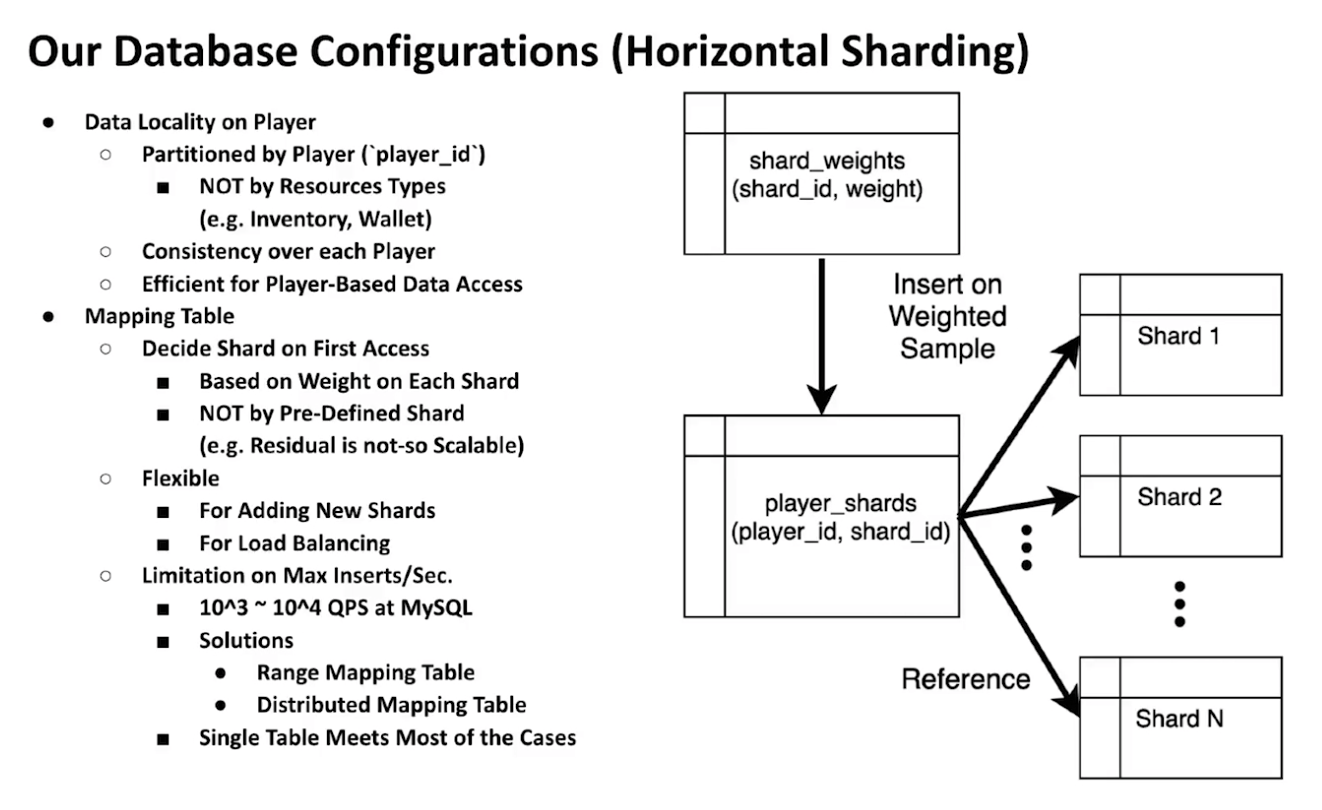 Our Database Configurations (Horizontal Sharding)
● Data Locality on Player
○ Partitioned by Player (`player_id`)
■ NOT by Resources Types
(e.g. Inventory, Wallet)
○ Consistency over each Player
○ Efficient for Player-Based Data Access
● Mapping Table
○ Decide Shard on First Access
■ Based on Weight on Each Shard
■ NOT by Pre-Defined Shard
(e.g. Residual is not-so Scalable)
○ Flexible
■ For Adding New Shards
■ For Load Balancing
○ Limitation on Max Inserts/Sec.
■ 10^3 ~ 10^4 QPS at MySQL
■ Solutions
● Range Mapping Table
● Distributed Mapping Table
■ Single Table Meets Most of the Cases
shard_weights
(shard_id, weight)
Insert on
Weighted
Sample
player_shards
(player_id, shard_id)
Reference
Shard 1
Shard 2
Shard N